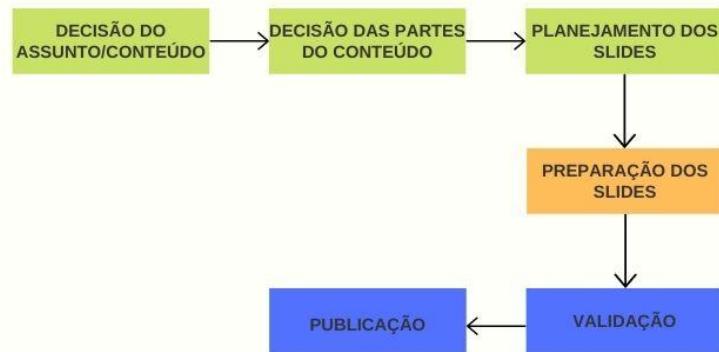 DECISÃO DO
ASSUNTO/CONTEÚDO
DECISÃO DAS PARTES
DO CONTEÚDO
PLANEJAMENTO DOS
SLIDES
PREPARAÇÃO DOS
SLIDES
VALIDAÇÃO
PUBLICAÇÃO